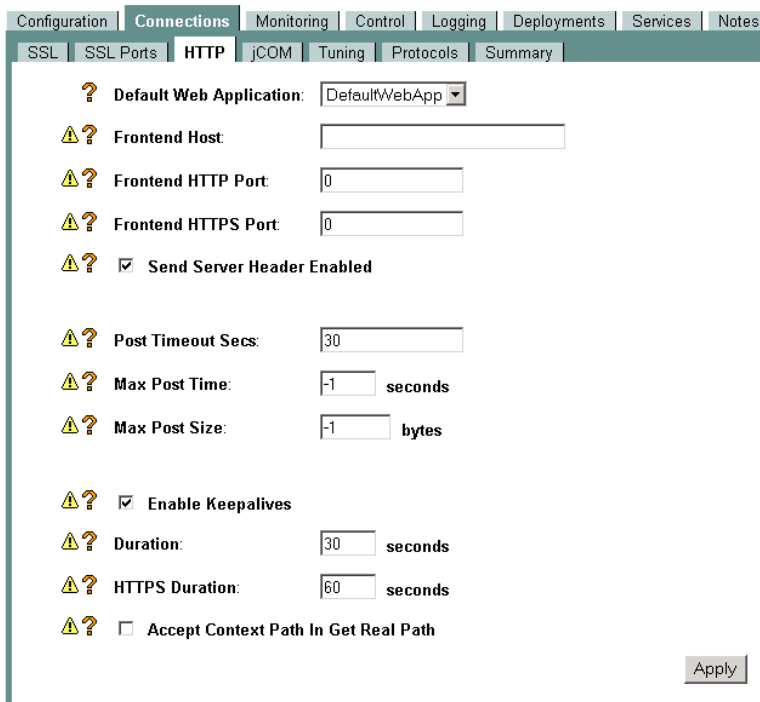 Configuration Connections Monitoring Control Logging Deployments Services Notes
SSL SSL Ports HTTP jCOM Tuning Protocols Summary
? Default Web Application: DefaultWebApp
! ? Frontend Host:
! ? Frontend HTTP Port: 0
! ? Frontend HTTPS Port: 0
! ? Send Server Header Enabled
! ? Post Timeout Secs: 30
! ? Max Post Time: -1 seconds
! ? Max Post Size: -1 bytes
! ? Enable Keepalives
! ? Duration: 30 seconds
! ? HTTPS Duration: 60 seconds
! ? Accept Context Path In Get Real Path
Apply